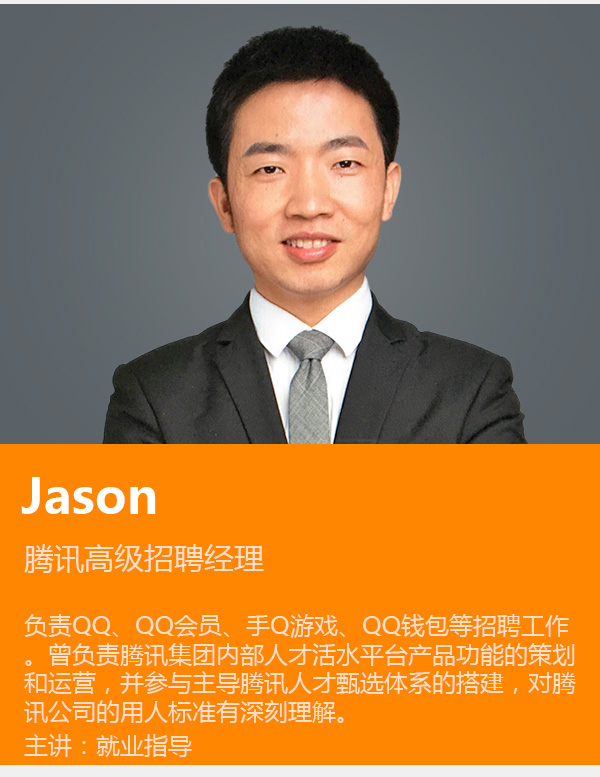 Jason
腾讯高级招聘经理
负责QQ、QQ会员、手Q游戏、QQ钱包等招聘工作
。曾负责腾讯集团内部人才活水平台产品功能的策划
和运营，并参与主导腾讯人才甄选体系的搭建，对腾
讯公司的用人标准有深刻理解。
主讲：就业指导